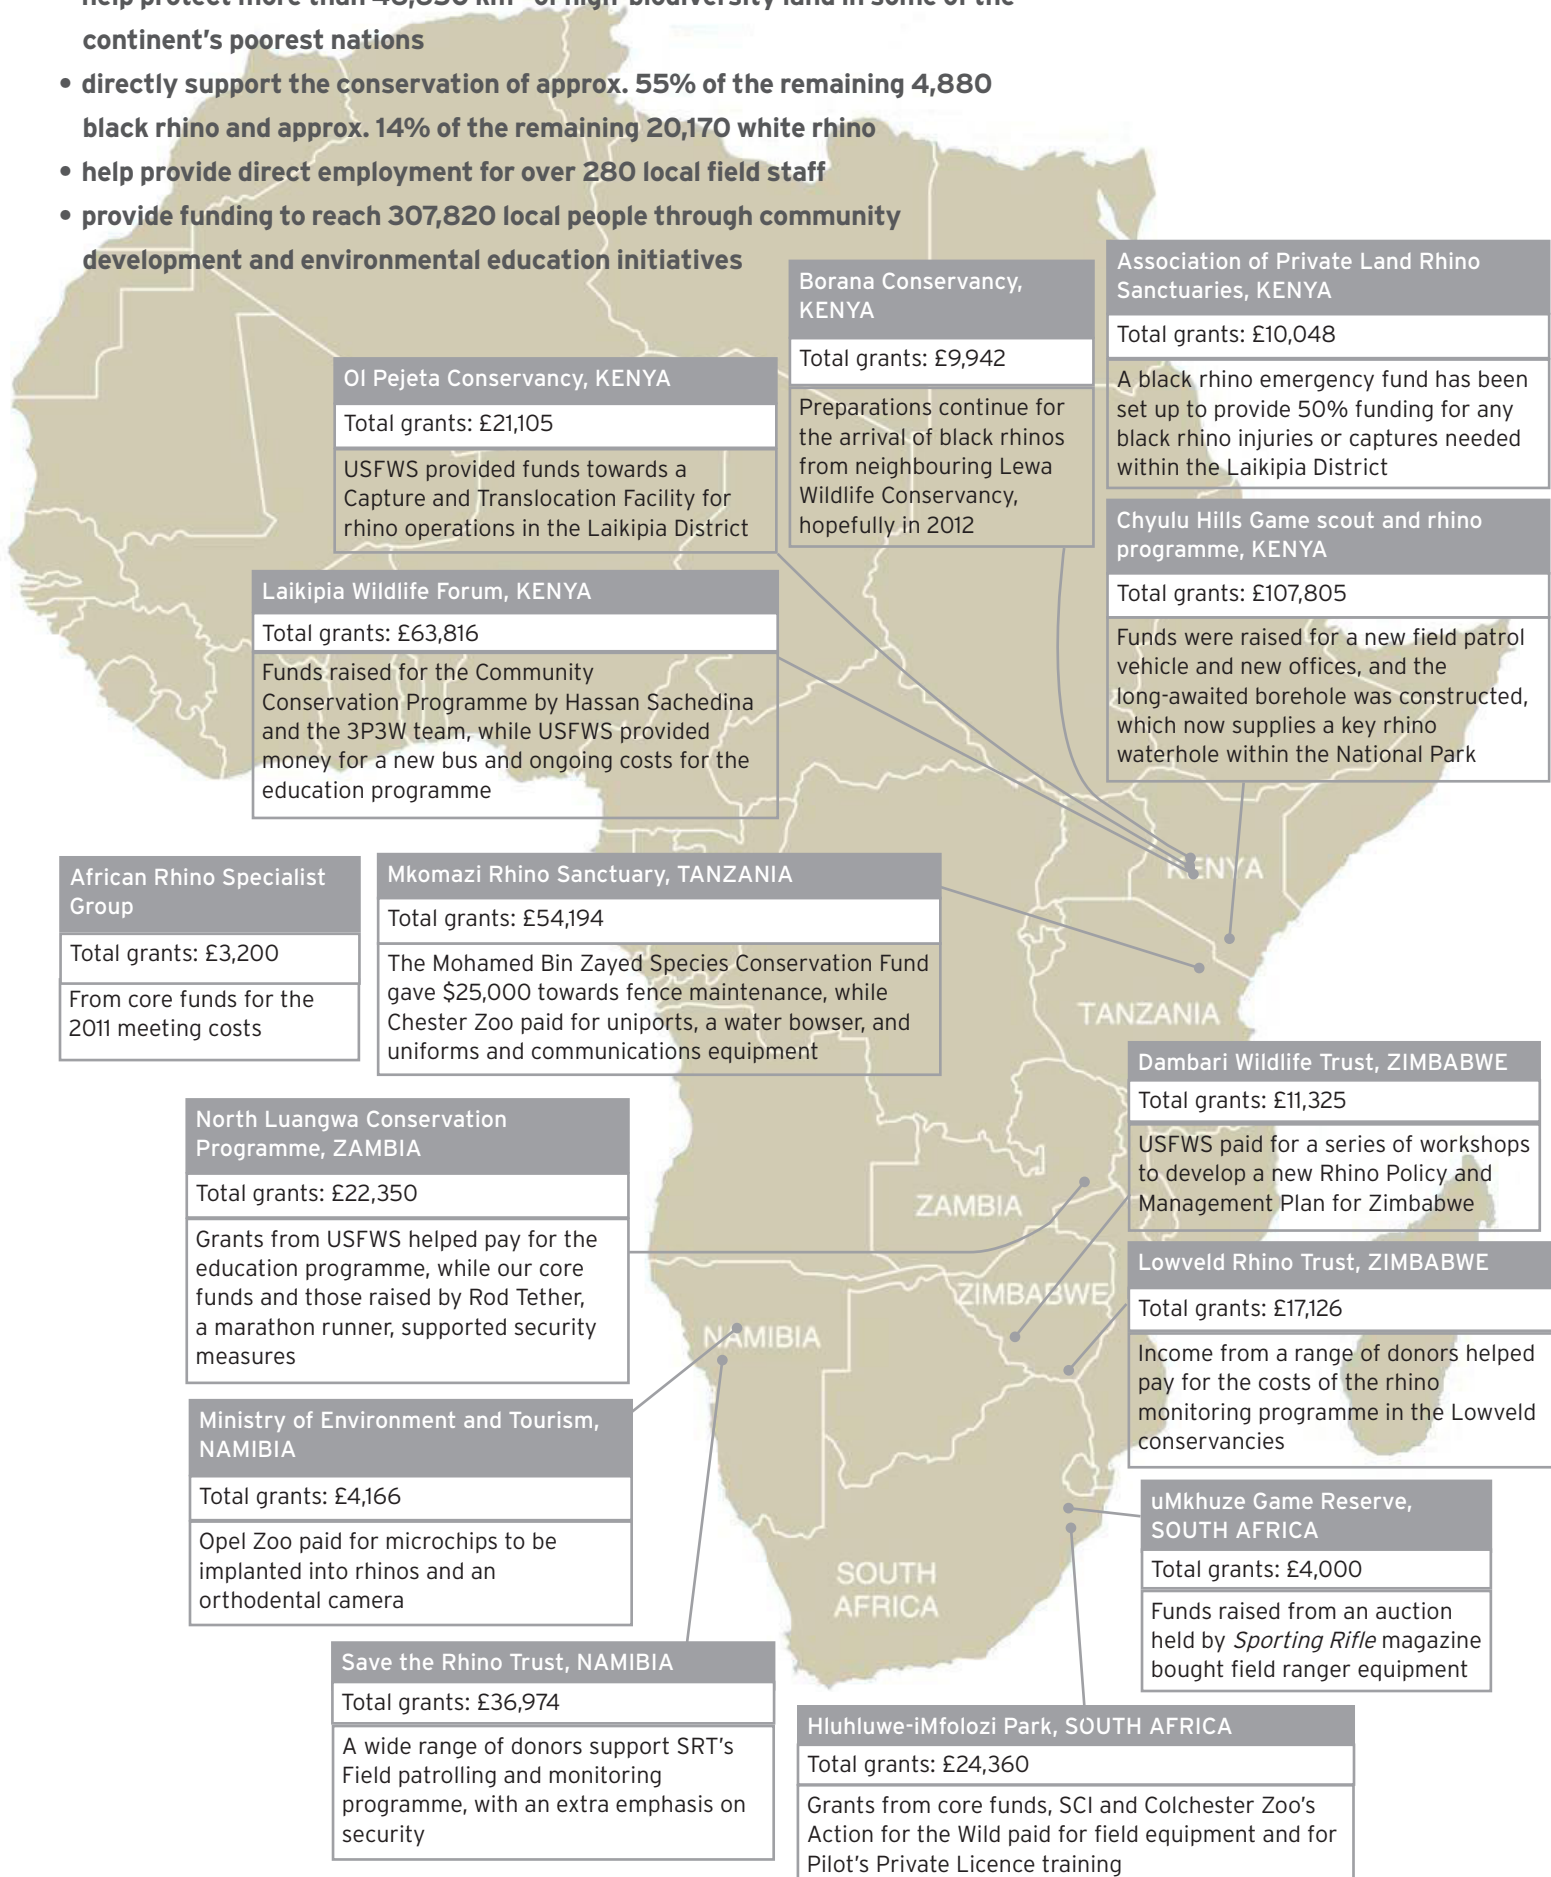 continent's poorest nations
• directly support the conservation of approx. 55% of the remaining 4,880
black rhino and approx. 14% of the remaining 20,170 white rhino
• help provide direct employment for over 280 local field staff
• provide funding to reach 307,820 local people through community
development and environmental education initiatives
Borana Conservancy,
KENYA
Total grants: £9,942
Preparations continue for
the arrival of black rhinos
from neighbouring Lewa
Wildlife Conservancy,
hopefully in 2012
Association of Private Land Rhino
Sanctuaries, KENYA
Total grants: £10,048
A black rhino emergency fund has been
set up to provide 50% funding for any
black rhino injuries or captures needed
within the Laikipia District
Ol Pejeta Conservancy, KENYA
Total grants: £21,105
USFWS provided funds towards a
Capture and Translocation Facility for
rhino operations in the Laikipia District
Chyulu Hills Game scout and rhino
programme, KENYA
Total grants: £107,805
Funds were raised for a new field patrol
vehicle and new offices, and the
long-awaited borehole was constructed,
which now supplies a key rhino
waterhole within the National Park
Laikipia Wildlife Forum, KENYA
Total grants: £63,816
Funds raised for the Community
Conservation Programme by Hassan Sachedina
and the 3P3W team, while USFWS provided
money for a new bus and ongoing costs for the
education programme
KENYA
African Rhino Specialist
Group
Total grants: £3,200
From core funds for the
2011 meeting costs
Mkomazi Rhino Sanctuary, TANZANIA
Total grants: £54,194
The Mohamed Bin Zayed Species Conservation Fund
gave $25,000 towards fence maintenance, while
Chester Zoo paid for uniports, a water bowser, and
uniforms and communications equipment
TANZANIA
Dambari Wildlife Trust, ZIMBABWE
Total grants: £11,325
USFWS paid for a series of workshops
to develop a new Rhino Policy and
Management Plan for Zimbabwe
North Luangwa Conservation
Programme, ZAMBIA
Total grants: £22,350
Grants from USFWS helped pay for the
education programme, while our core
funds and those raised by Rod Tether,
a marathon runner, supported security
measures
ZAMBIA
Lowveld Rhino Trust, ZIMBABWE
Total grants: £17,126
Income from a range of donors helped
pay for the costs of the rhino
monitoring programme in the Lowveld
conservancies
ZIMBABWE
NAMIBIA
Ministry of Environment and Tourism,
NAMIBIA
Total grants: £4,166
Opel Zoo paid for microchips to be
implanted into rhinos and an
orthodental camera
uMkhuze Game Reserve,
SOUTH AFRICA
Total grants: £4,000
Funds raised from an auction
held by Sporting Rifle magazine
bought field ranger equipment
SOUTH
AFRICA
Save the Rhino Trust, NAMIBIA
Total grants: £36,974
A wide range of donors support SRT's
Field patrolling and monitoring
programme, with an extra emphasis on
security
Hluhluwe-iMfolozi Park, SOUTH AFRICA
Total grants: £24,360
Grants from core funds, SCI and Colchester Zoo's
Action for the Wild paid for field equipment and for
Pilot's Private Licence training